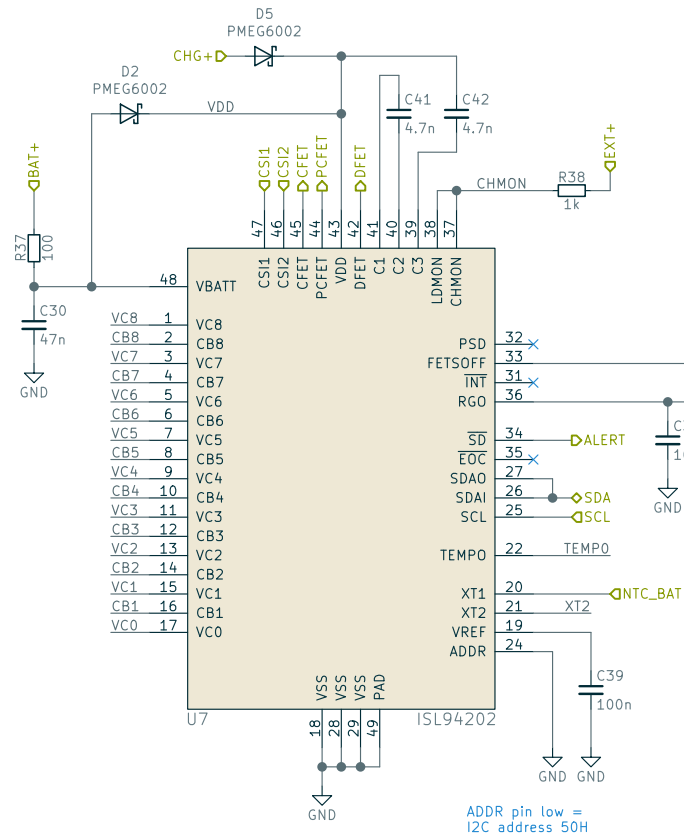 D5
PMEG6002
CHG+
D2
PMEG6002
VDD
C41
4.7n
C42
4.7n
BAT+
CSI1
CSI2
CFET
PCFET
DFET
EXT+
R38
1k
CHMON
R37
100
47
46
45
44
43
42
41
40
39
38
37
CSI1
CSI2
CFET
PCFET
VDD
DFET
C1
C2
C3
LDMON
CHMON
48 VBATT
C30
47n
GND
VC8 1 VC8
CB8 2 CB8
VC7 3 VC7
CB7 4 CB7
VC6 5 VC6
CB6 6 CB6
VC5 7 VC5
CB5 8 CB5
VC4 9 VC4
CB4 10 CB4
VC3 11 VC3
CB3 12 CB3
VC2 13 VC2
CB2 14 CB2
VC1 15 VC1
CB1 16 CB1
VC0 17 VC0
PSD 32
FETSOFF 33
INT 31
RGO 36
SD 34 ALERT
EOC 35
SDAO 27
SDAI 26 SDA
SCL 25 SCL
GND
TEMPO 22 TEMPO
XT1 20 NTC_BAT
XT2 21 XT2
VREF 19
ADDR 24
C39
100n
GND
GND
VSS
VSS
VSS
PAD
18
28
29
49
U7
ISL94202
GND
ADDR pin low =
I2C address 50H